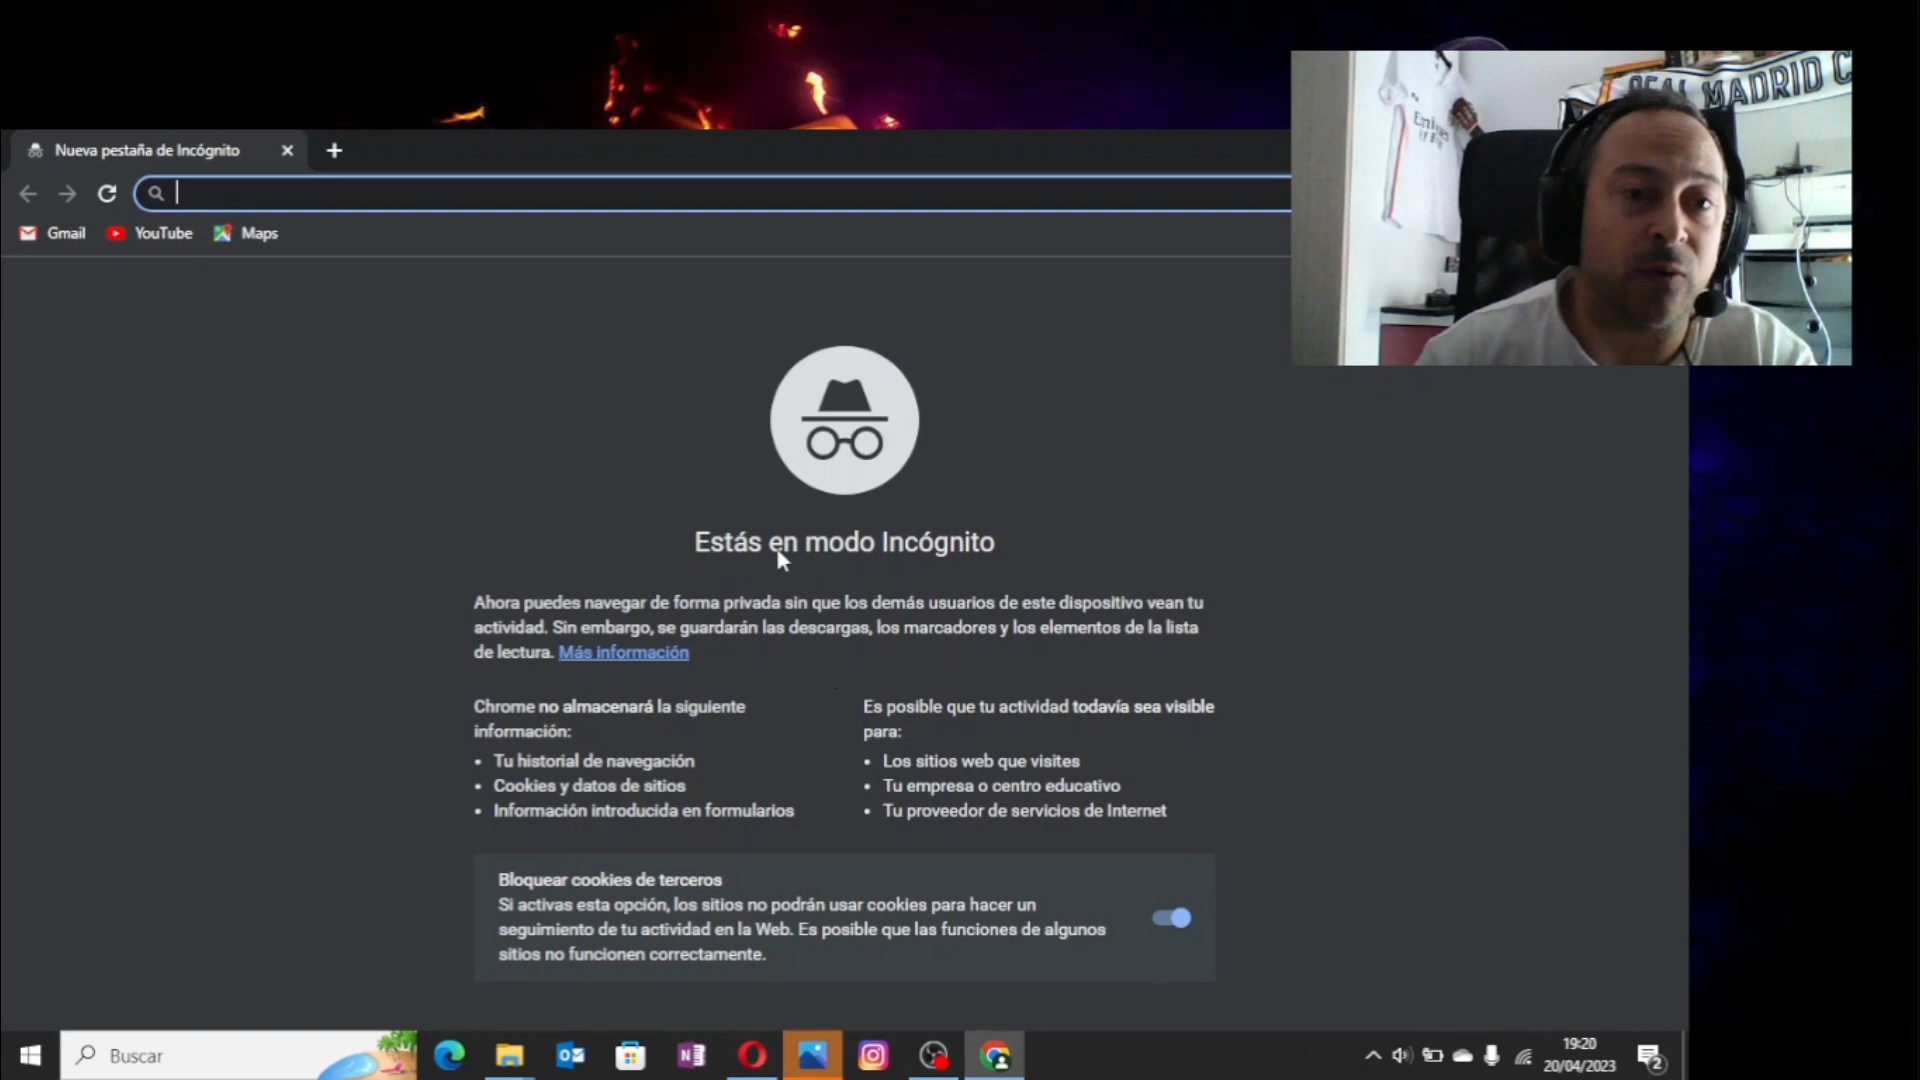 Nueva pestaña de Incógnito
Gmail
YouTube
Maps
REAL MADRID C
Estás en modo Incógnito
Ahora puedes navegar de forma privada sin que los demás usuarios de este dispositivo vean tu
actividad. Sin embargo, se guardarán las descargas, los marcadores y los elementos de la lista
de lectura. Más información
Chrome no almacenará la siguiente
información:
• Tu historial de navegación
• Cookies y datos de sitios
• Información introducida en formularios
Es posible que tu actividad todavía sea visible
para:
• Los sitios web que visites
• Tu empresa o centro educativo
• Tu proveedor de servicios de Internet
Bloquear cookies de terceros
Si activas esta opción, los sitios no podrán usar cookies para hacer un
seguimiento de tu actividad en la Web. Es posible que las funciones de algunos
sitios no funcionen correctamente.
Buscar
19:20
20/04/2023
2